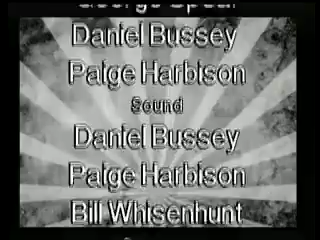 Daniel Bussey
Paige Harbison
Sound
Daniel Bussey
Paige Harbison
Bill Whisenhunt